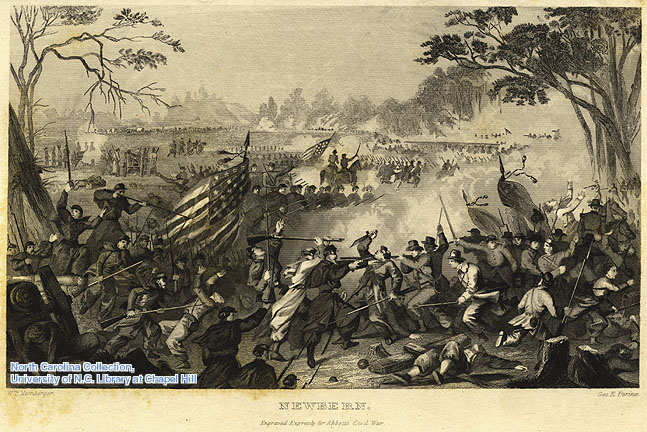 North Carolina Collection,
University of N.C. Library at Chapel Hill
Geo. E. Perine
NEWBERN.
Engraved Expressly for Abbott's Civil War.